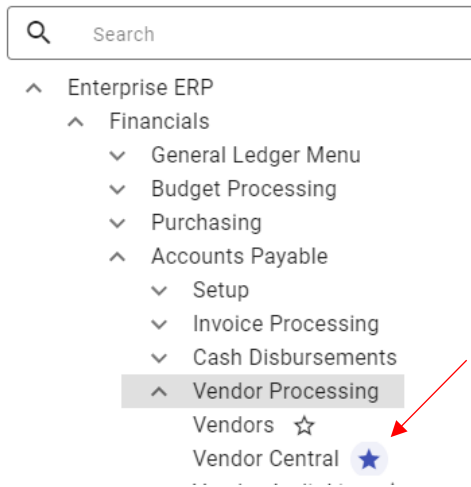 Search
Enterprise ERP
Financials
General Ledger Menu
Budget Processing
Purchasing
Accounts Payable
Setup
Invoice Processing
Cash Disbursements
Vendor Processing
Vendors
Vendor Central